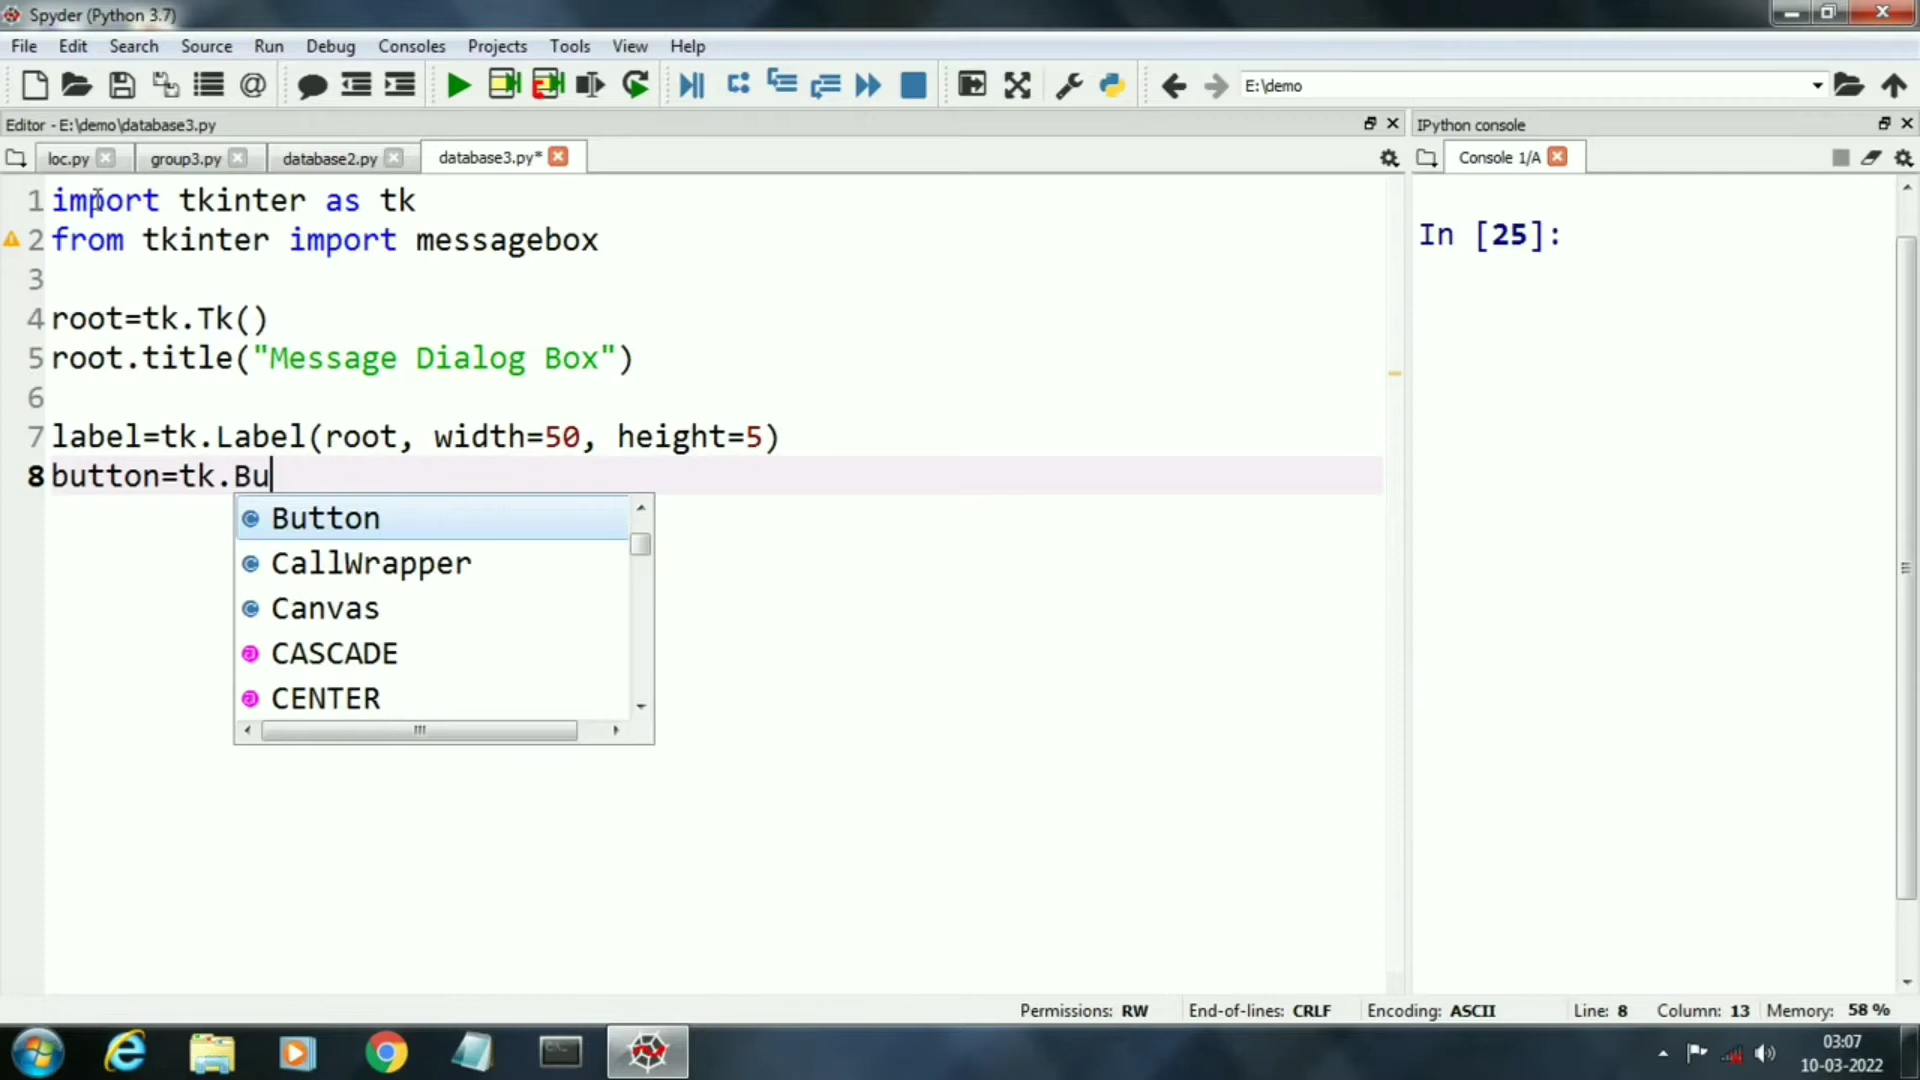 Spyder (Python 3.7)
File Edit Search Source Run Debug Consoles Projects Tools View Help
E:\demo
Editor - E:\demo\database3.py
IPython console
loc.py group3.py database2.py database3.py*
Console 1/A
1 import tkinter as tk
2 from tkinter import messagebox
3
4 root=tk.Tk()
5 root.title("Message Dialog Box")
6
7 label=tk.Label(root, width=50, height=5)
8 button=tk.Bu
Button
CallWrapper
Canvas
CASCADE
CENTER
In [25]:
Permissions: RW End-of-lines: CRLF Encoding: ASCII Line: 8 Column: 13 Memory: 58 %
03:07
10-03-2022